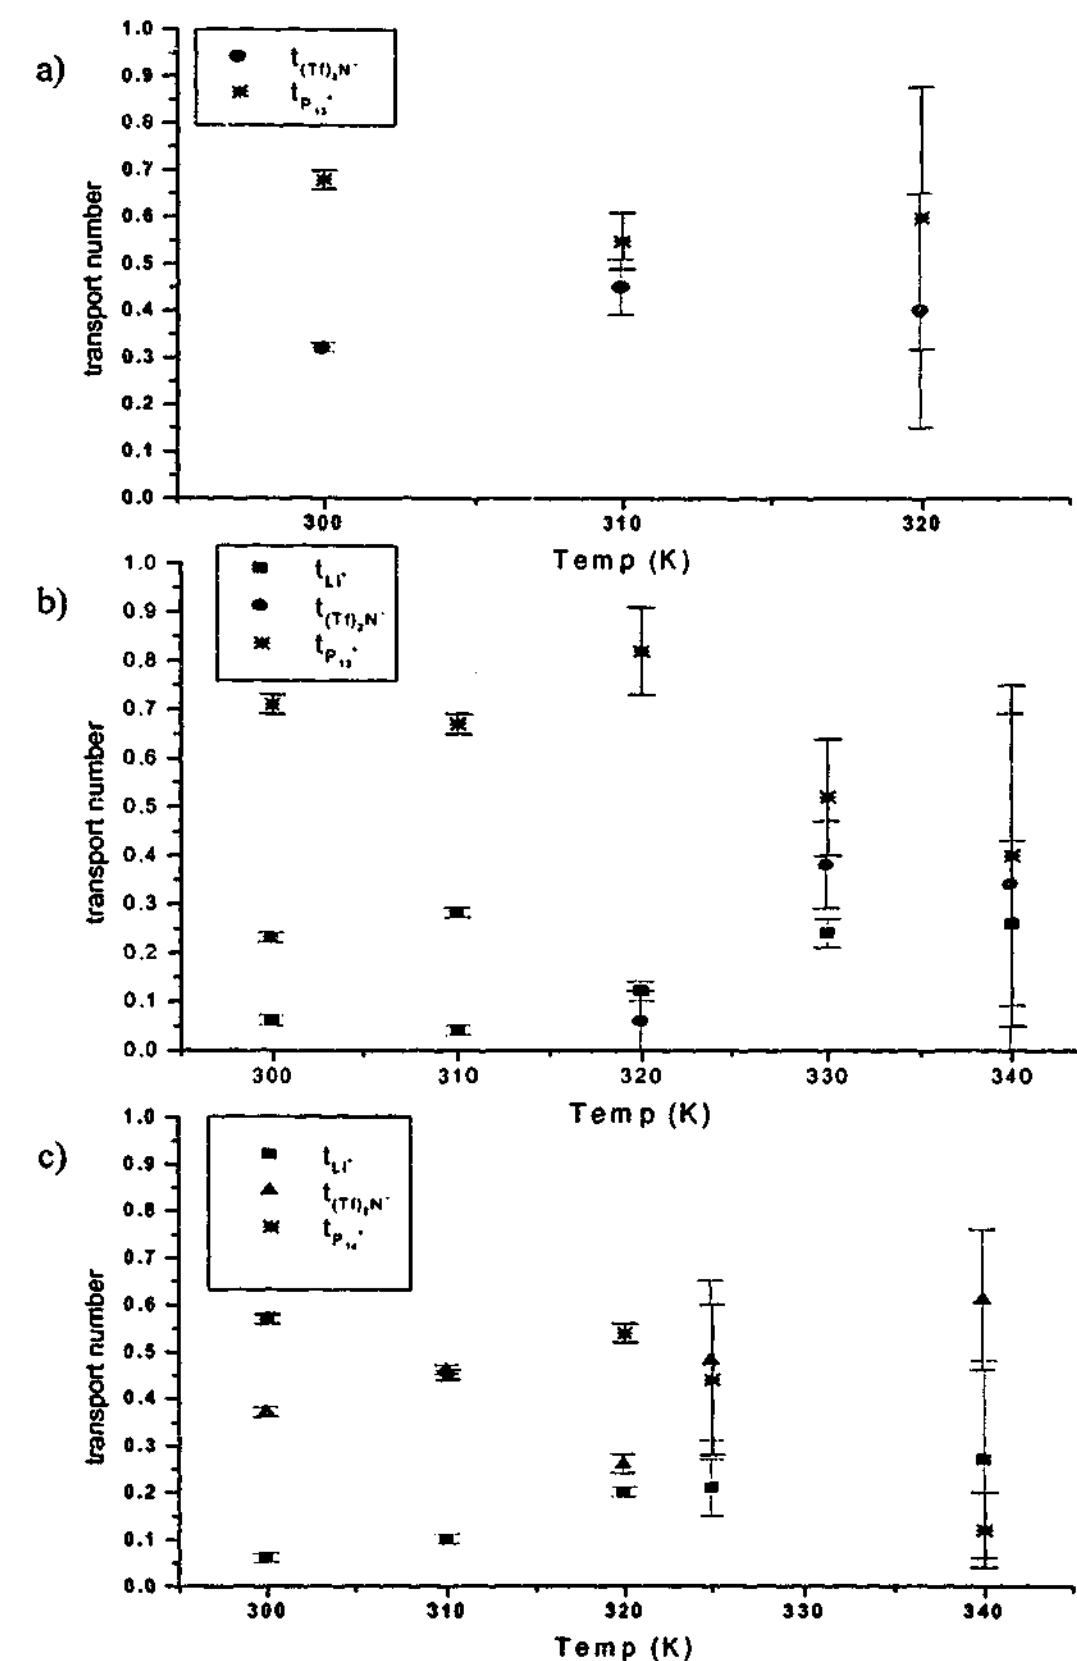 a)
1.0
0.9
0.8
0.7
0.6
0.5
0.4
0.3
0.2
0.1
0.0
transport number
t(Tf)₂N⁻
tP₁₃⁺
300 310 320
Temp (K)
b)
1.0
0.9
0.8
0.7
0.6
0.5
0.4
0.3
0.2
0.1
0.0
transport number
tLi⁺
t(Tf)₂N⁻
tP₁₃⁺
300 310 320 330 340
Temp (K)
c)
1.0
0.9
0.8
0.7
0.6
0.5
0.4
0.3
0.2
0.1
0.0
transport number
tLi⁺
t(Tf)₂N⁻
tP₁₄⁺
300 310 320 330 340
Temp (K)